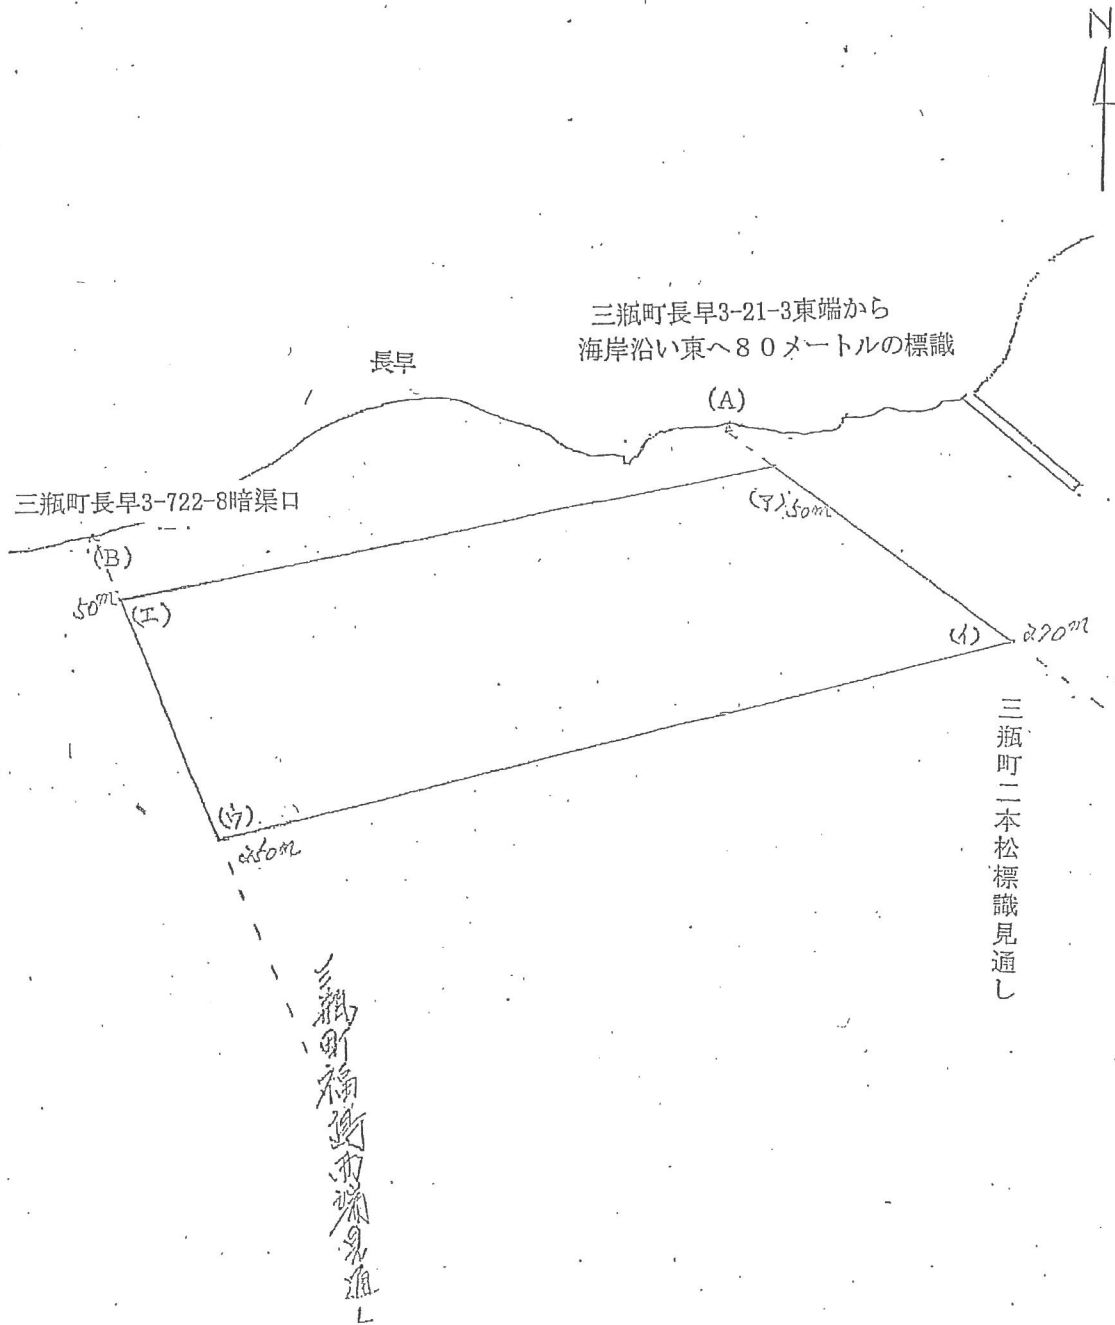 N
三瓶町長早3-21-3東端から
海岸沿い東へ80メートルの標識
長早
(A)
三瓶町長早3-722-8暗渠口
(ア)50m
(B)
50m
(エ)
(イ)
270m
三瓶町二本松標識見通し
(ウ)
250m
三瓶町福島西端見通し